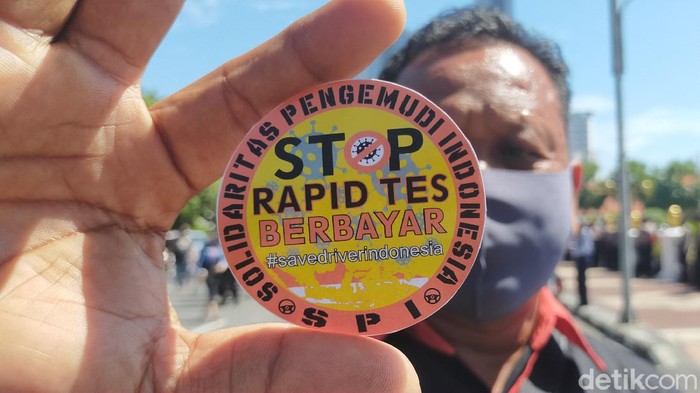 SOLIDARITAS PENGEMUDI INDONESIA
STOP
RAPID TES
BERBAYAR
#savedriverindonesia
SPI
detikcom